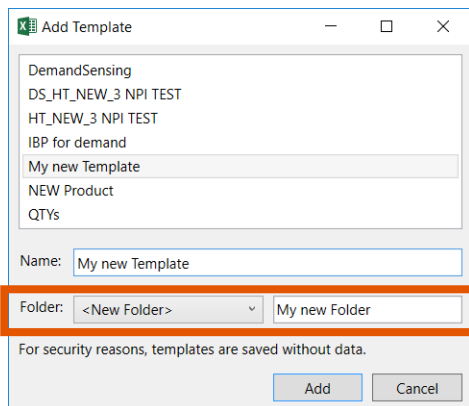 Add Template
DemandSensing
DS_HT_NEW_3 NPI TEST
HT_NEW_3 NPI TEST
IBP for demand
My new Template
NEW Product
QTYs
Name: My new Template
Folder: <New Folder> My new Folder
For security reasons, templates are saved without data.
Add Cancel